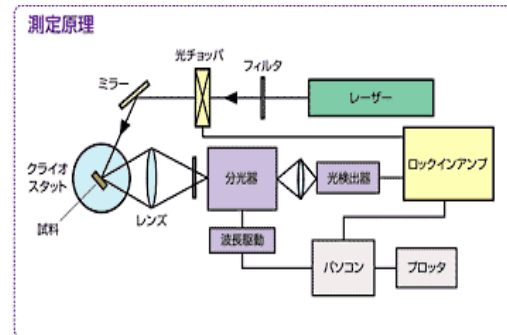 測定原理
光チョッパ
フィルタ
ミラー
レーザー
クライオ
スタット
試料
レンズ
分光器
光検出器
ロックインアンプ
波長駆動
パソコン
プロッタ